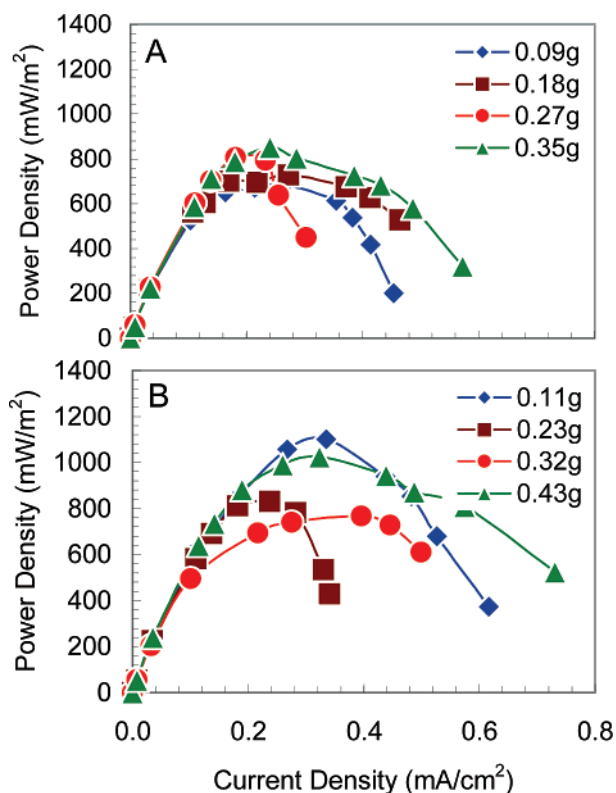 A
1400
1200
1000
800
600
400
200
0
Power Density (mW/m²)
0.09g
0.18g
0.27g
0.35g
B
1400
1200
1000
800
600
400
200
0
Power Density (mW/m²)
0.11g
0.23g
0.32g
0.43g
0.0 0.2 0.4 0.6 0.8
Current Density (mA/cm²)